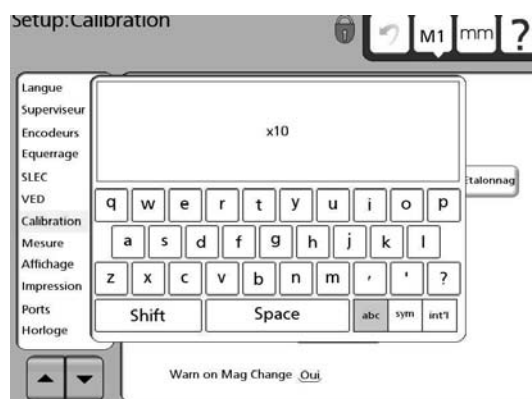 Setup:Calibration
M1 mm ?
Langue
Superviseur
Encodeurs
Equerrage
SLEC
VED
Calibration
Mesure
Affichage
Impression
Ports
Horloge
x10
Etalonnag
q w e r t y u i o p
a s d f g h j k l
z x c v b n m , ' ?
Shift Space abc sym int'l
Warn on Mag Change Oui